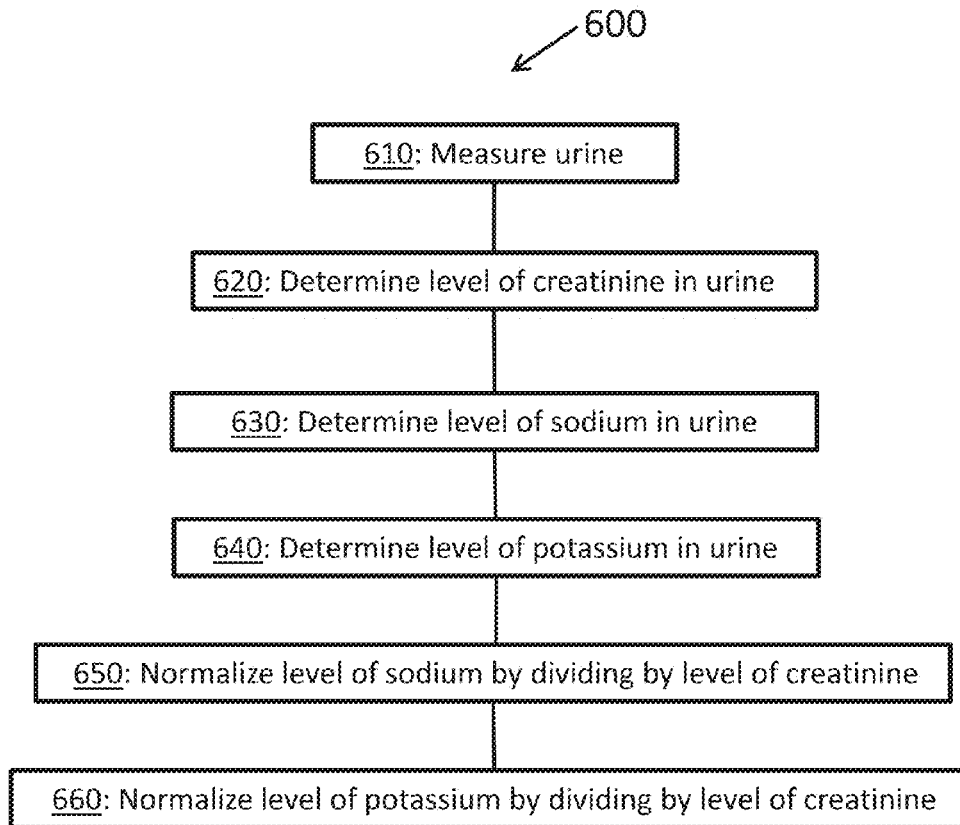 600
610: Measure urine
620: Determine level of creatinine in urine
630: Determine level of sodium in urine
640: Determine level of potassium in urine
650: Normalize level of sodium by dividing by level of creatinine
660: Normalize level of potassium by dividing by level of creatinine